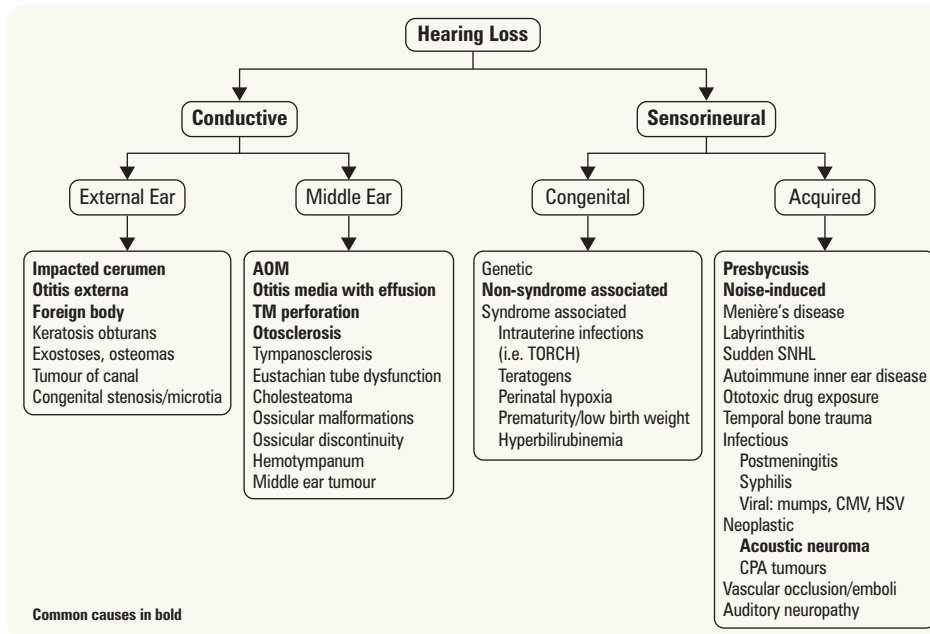 Hearing Loss
Conductive
Sensorineural
External Ear
Middle Ear
Congenital
Acquired
Impacted cerumen
Otitis externa
Foreign body
Keratosis obturans
Exostoses, osteomas
Tumour of canal
Congenital stenosis/microtia
AOM
Otitis media with effusion
TM perforation
Otosclerosis
Tympanosclerosis
Eustachian tube dysfunction
Cholesteatoma
Ossicular malformations
Ossicular discontinuity
Hemotympanum
Middle ear tumour
Genetic
Non-syndrome associated
Syndrome associated
Intrauterine infections
(i.e. TORCH)
Teratogens
Perinatal hypoxia
Prematurity/low birth weight
Hyperbilirubinemia
Presbycusis
Noise-induced
Menière's disease
Labyrinthitis
Sudden SNHL
Autoimmune inner ear disease
Ototoxic drug exposure
Temporal bone trauma
Infectious
Postmeningitis
Syphilis
Viral: mumps, CMV, HSV
Neoplastic
Acoustic neuroma
CPA tumours
Vascular occlusion/emboli
Auditory neuropathy
Common causes in bold